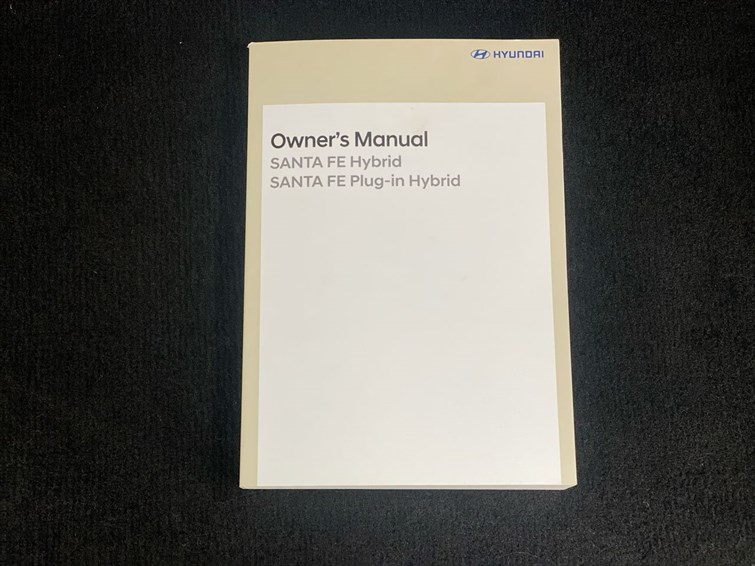 HYUNDAI
Owner's Manual
SANTA FE Hybrid
SANTA FE Plug-in Hybrid